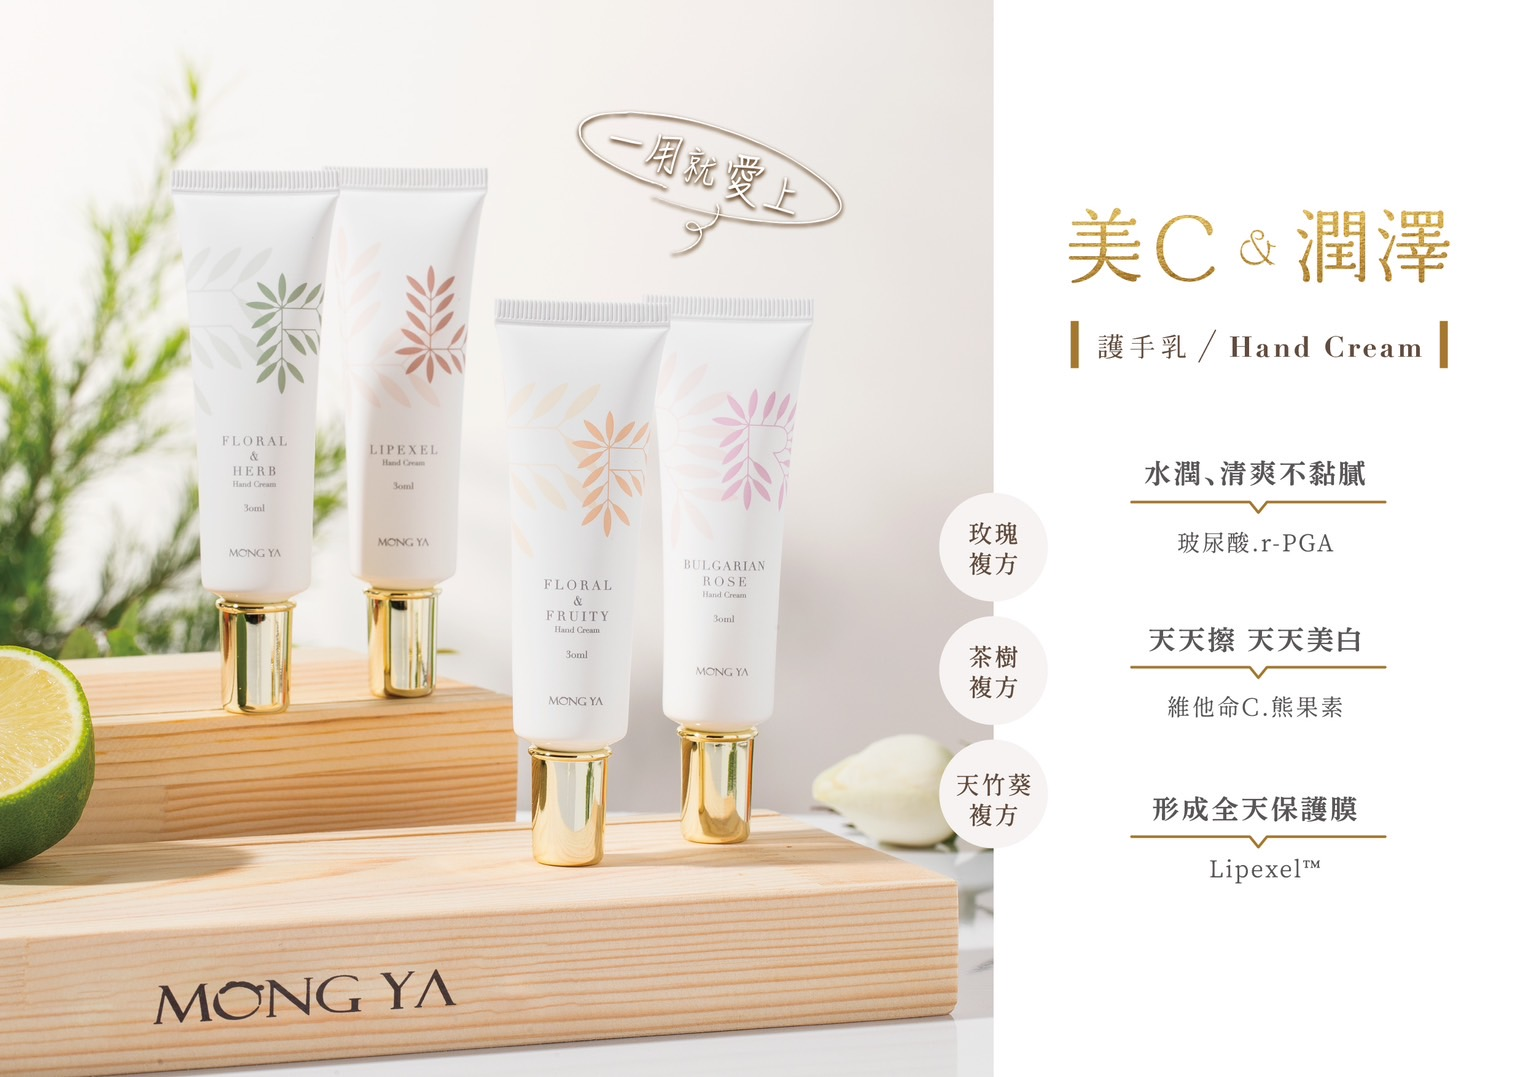 一用就愛上
FLORAL
&
HERB
Hand Cream
30ml
MONG YA
LIPEXEL
Hand Cream
30ml
MONG YA
FLORAL
&
FRUITY
Hand Cream
30ml
MONG YA
BULGARIAN
ROSE
Hand Cream
30ml
MONG YA
MONG YA
玫瑰
複方
茶樹
複方
天竹葵
複方
美C & 潤澤
護手乳 / Hand Cream
水潤、清爽不黏膩
玻尿酸.r-PGA
天天擦 天天美白
維他命C.熊果素
形成全天保護膜
Lipexel™